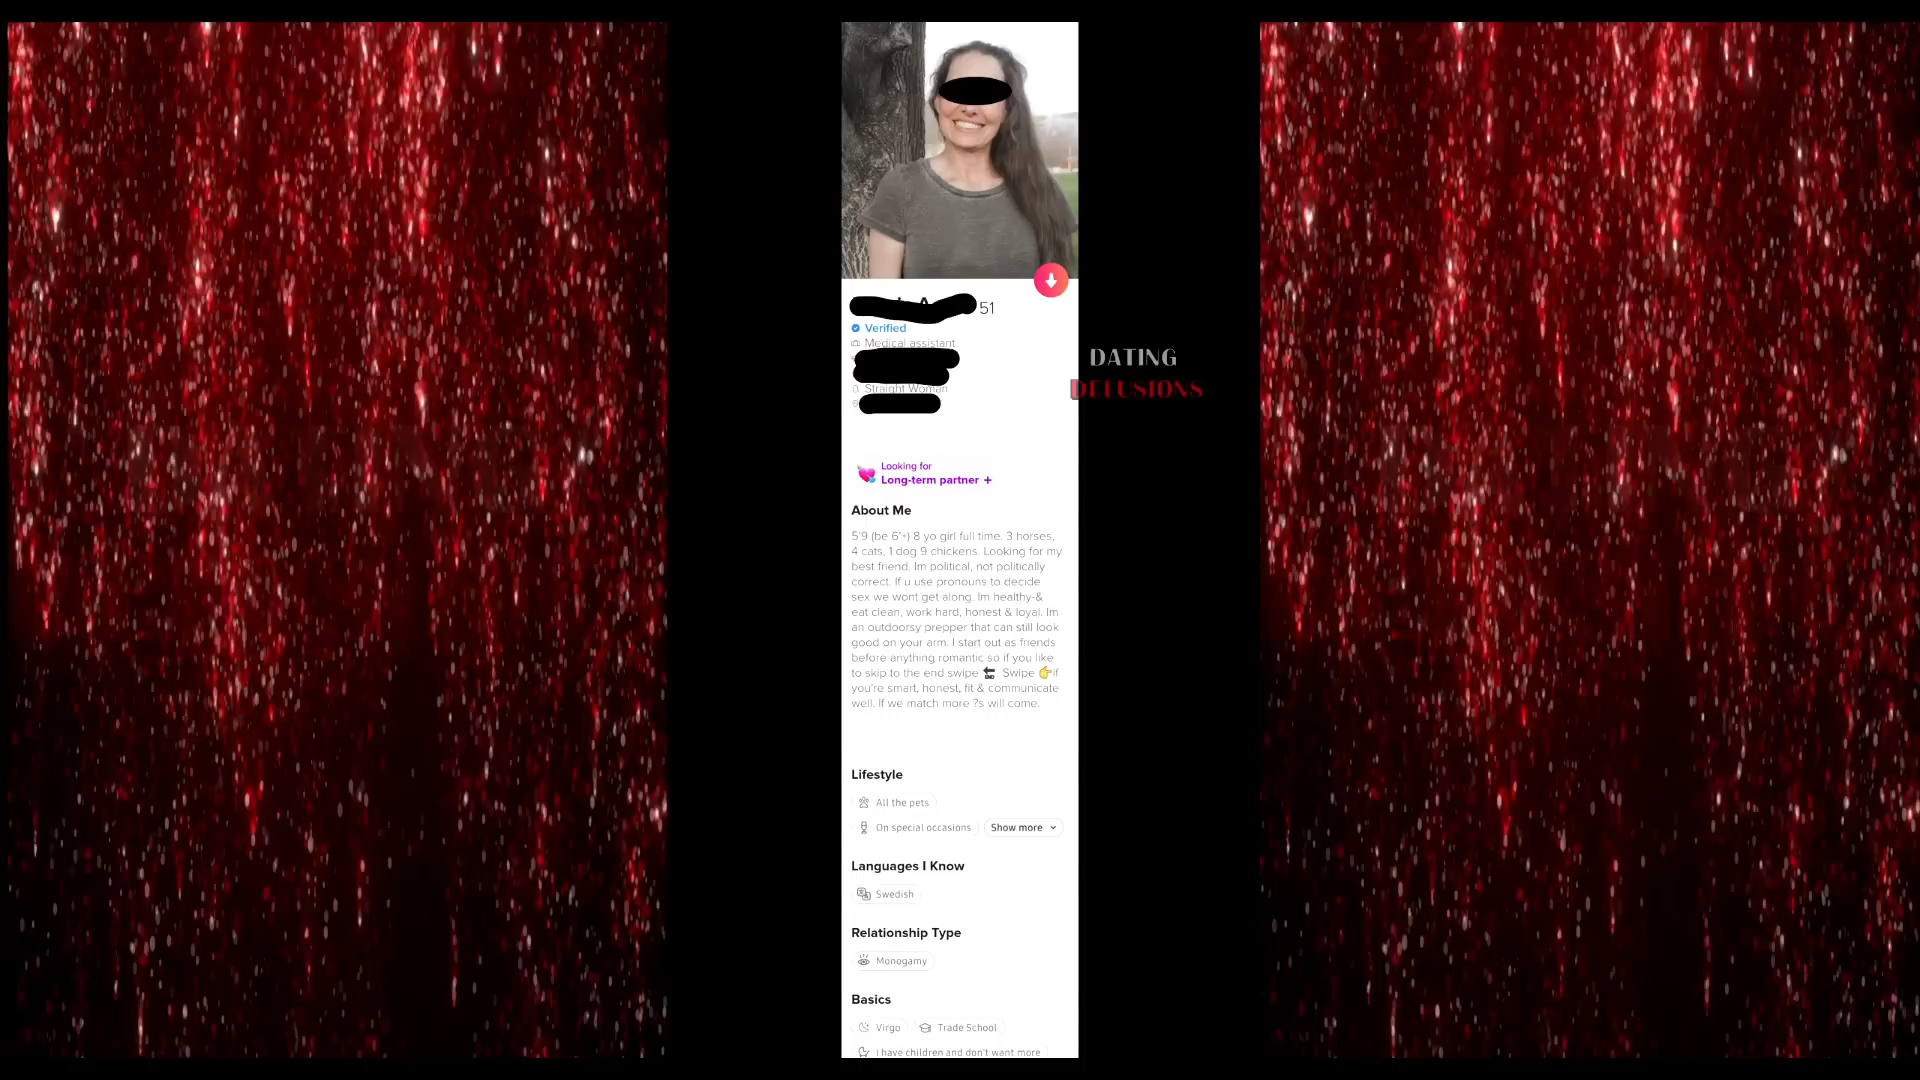 51
Verified
Medical assistant
Straight Woman
DATING
DELUSIONS
Looking for
Long-term partner
About Me
5'9 (be 6'+) 8 yo girl full time. 3 horses,
4 cats, 1 dog 9 chickens. Looking for my
best friend. Im political, not politically
correct. If u use pronouns to decide
sex we wont get along. Im healthy-&
eat clean, work hard, honest & loyal. Im
an outdoorsy prepper that can still look
good on your arm. I start out as friends
before anything romantic so if you like
to skip to the end swipe 🔚 Swipe 👉if
you're smart, honest, fit & communicate
well. If we match more ?s will come.
Lifestyle
All the pets
On special occasions Show more
Languages I Know
Swedish
Relationship Type
Monogamy
Basics
Virgo Trade School
I have children and don't want more